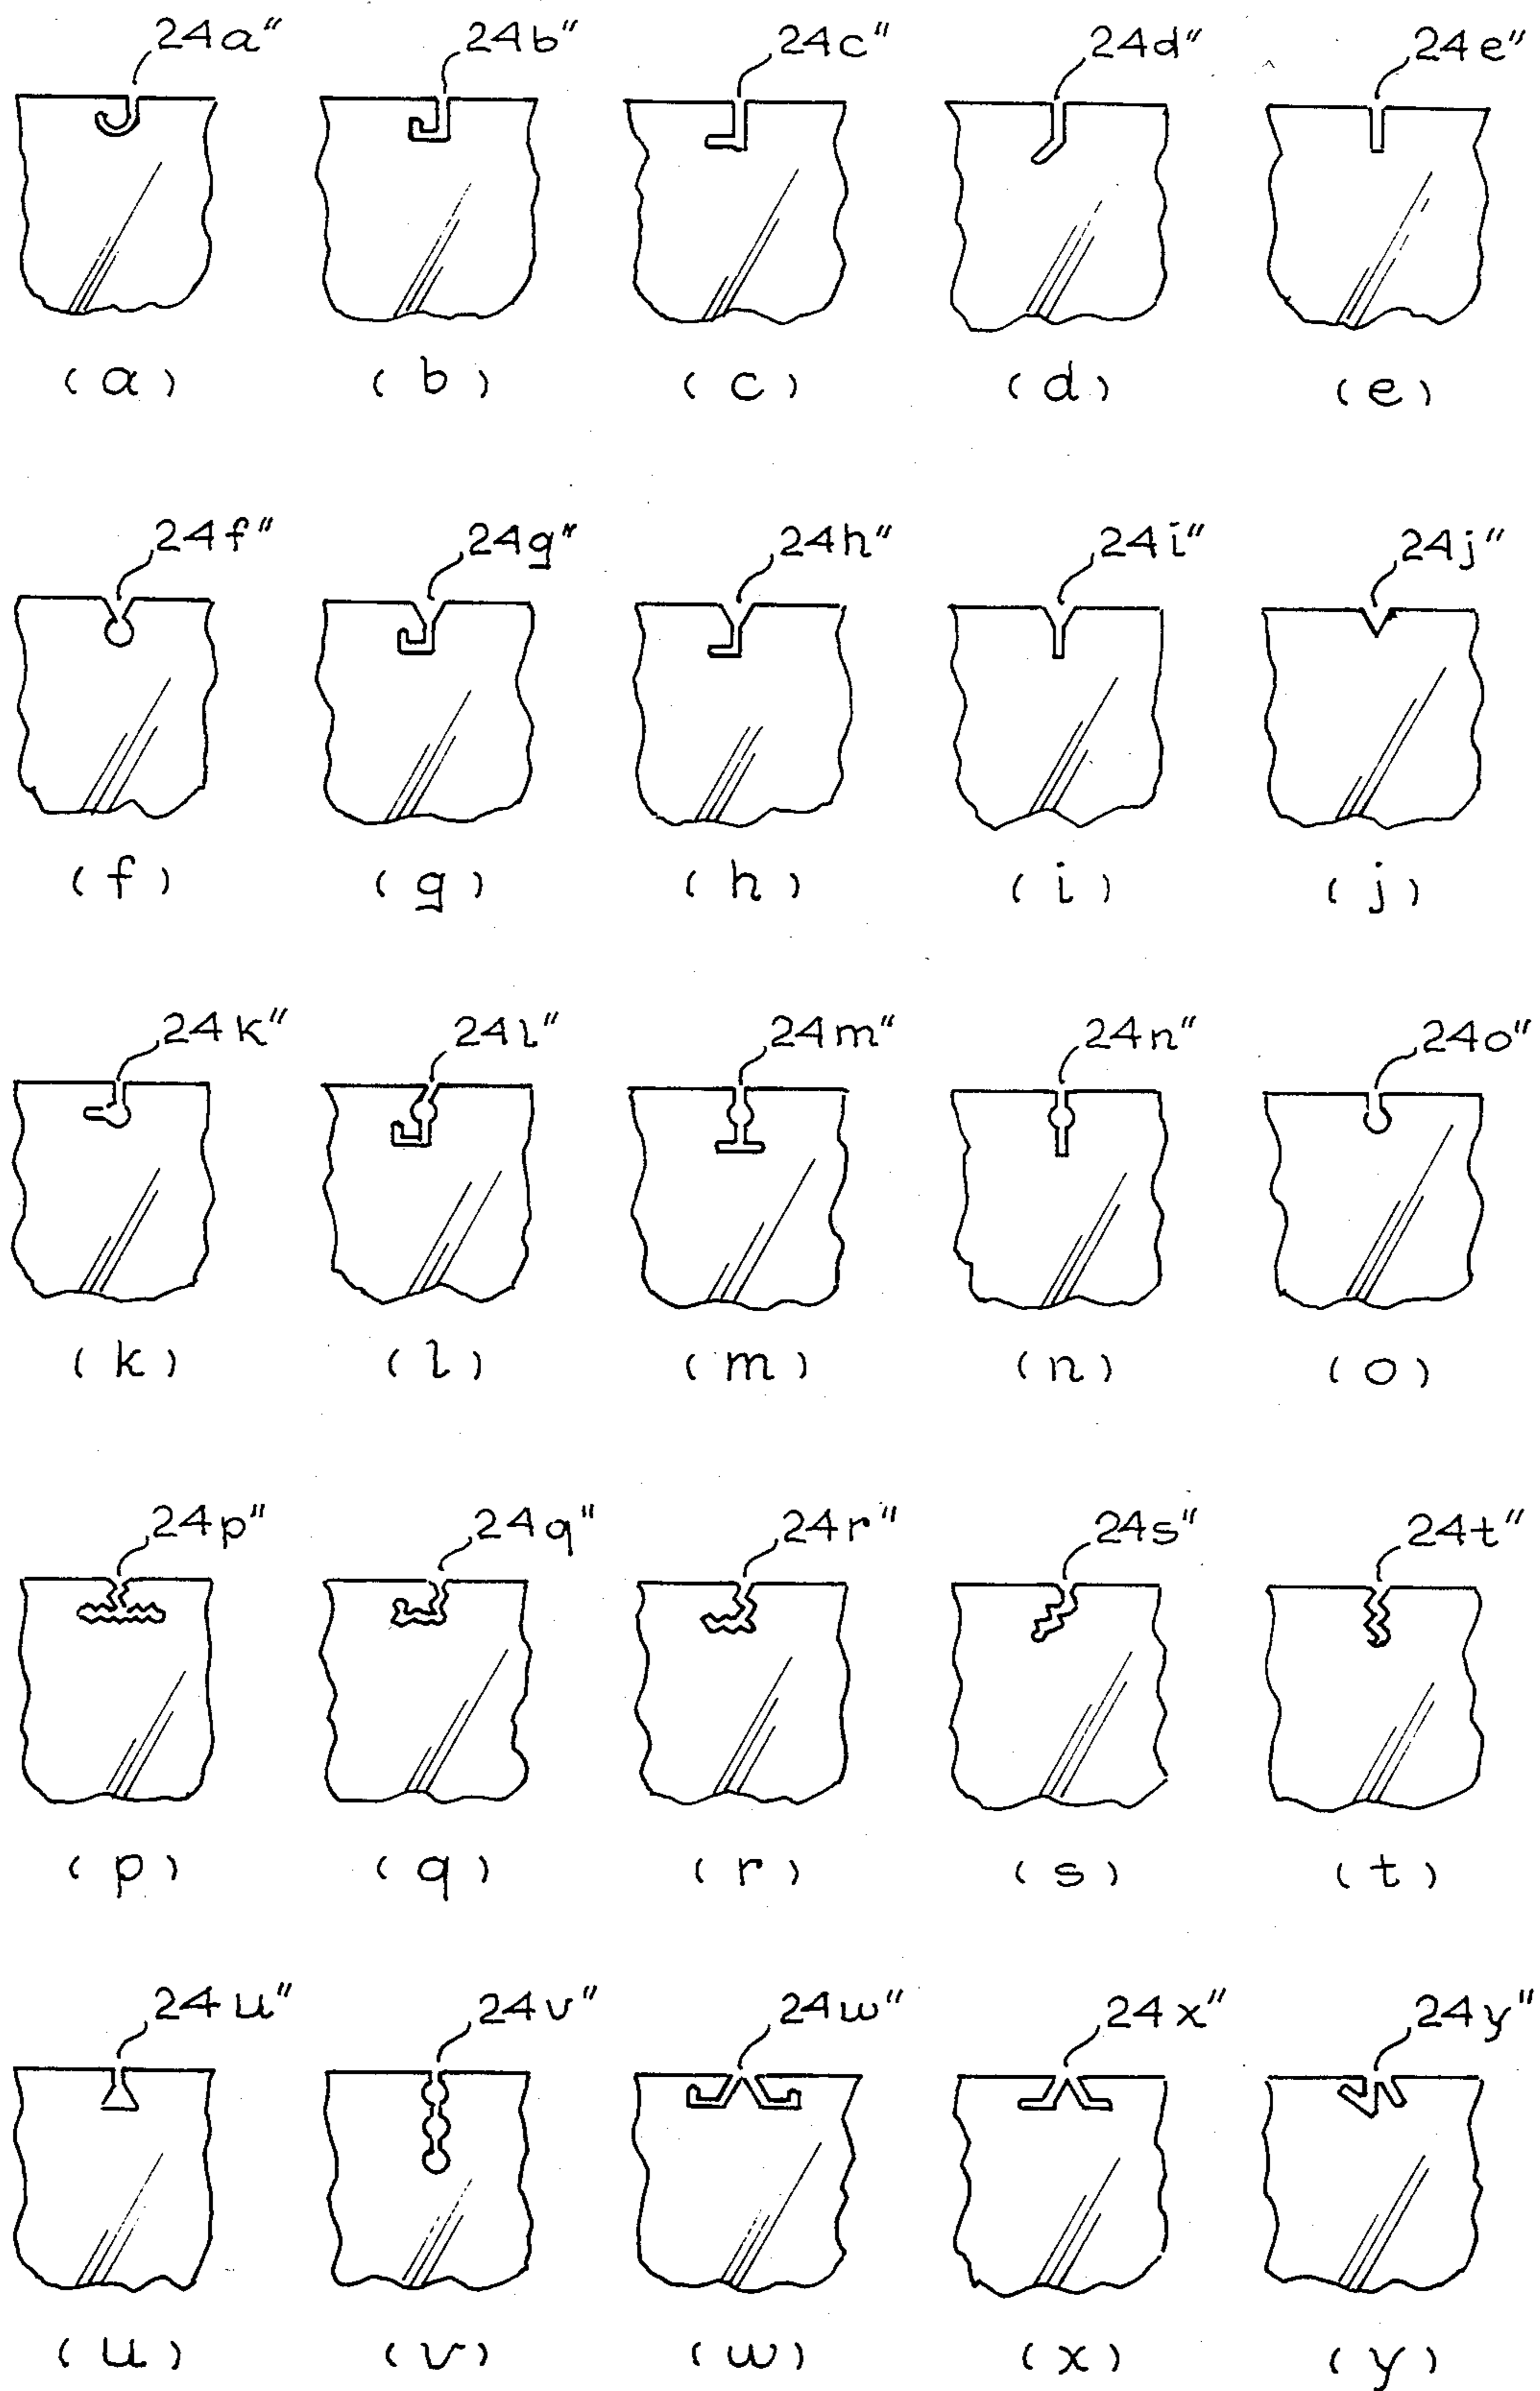 24a" 24b" 24c" 24d" 24e"
(a) (b) (c) (d) (e)
24f" 24g" 24h" 24i" 24j"
(f) (g) (h) (i) (j)
24k" 24l" 24m" 24n" 24o"
(k) (l) (m) (n) (o)
24p" 24q" 24r" 24s" 24t"
(p) (q) (r) (s) (t)
24u" 24v" 24w" 24x" 24y"
(u) (v) (w) (x) (y)